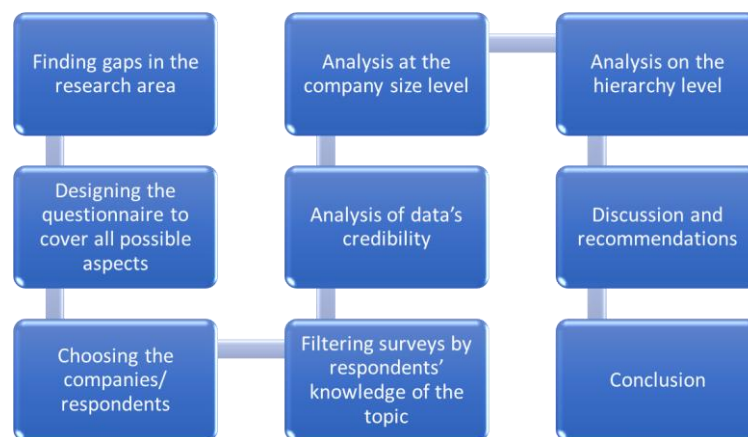 Finding gaps in the
research area
Designing the
questionnaire to
cover all possible
aspects
Choosing the
companies/
respondents
Filtering surveys by
respondents'
knowledge of the
topic
Analysis of data's
credibility
Analysis at the
company size level
Analysis on the
hierarchy level
Discussion and
recommendations
Conclusion